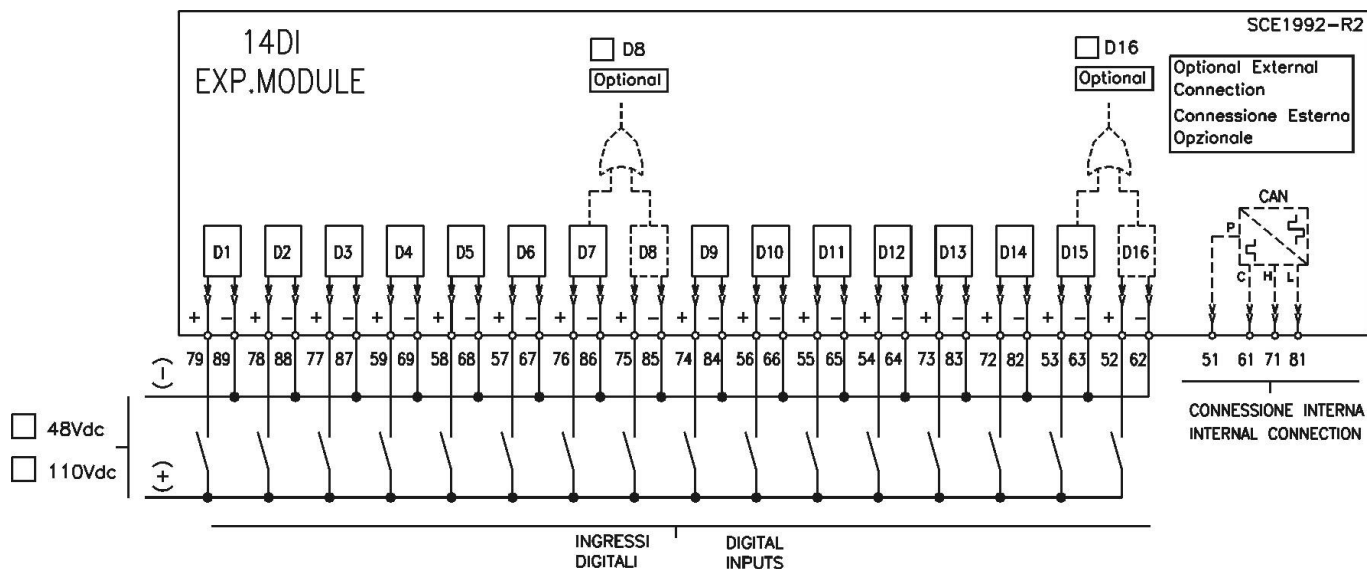 SCE1992-R2
14DI
EXP.MODULE
D8
Optional
D16
Optional
Optional External
Connection
Connessione Esterna
Opzionale
CAN
P
C H L
D1 D2 D3 D4 D5 D6 D7 D8 D9 D10 D11 D12 D13 D14 D15 D16
+ − + − + − + − + − + − + − + − + − + − + − + − + − + − + − + −
79 89 78 88 77 87 59 69 58 68 57 67 76 86 75 85 74 84 56 66 55 65 54 64 73 83 72 82 53 63 52 62 51 61 71 81
(−)
48Vdc
110Vdc
(+)
CONNESSIONE INTERNA
INTERNAL CONNECTION
INGRESSI
DIGITALI
DIGITAL
INPUTS